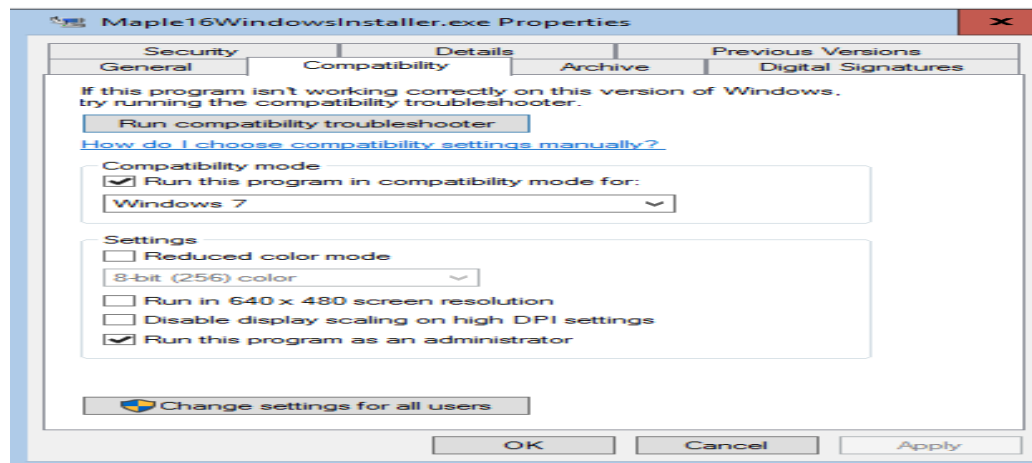 Maple16WindowsInstaller.exe Properties
Security Details Previous Versions
General Compatibility Archive Digital Signatures
If this program isn't working correctly on this version of Windows,
try running the compatibility troubleshooter.
Run compatibility troubleshooter
How do I choose compatibility settings manually?
Compatibility mode
Run this program in compatibility mode for:
Windows 7
Settings
Reduced color mode
8-bit (256) color
Run in 640 x 480 screen resolution
Disable display scaling on high DPI settings
Run this program as an administrator
Change settings for all users
OK Cancel Apply